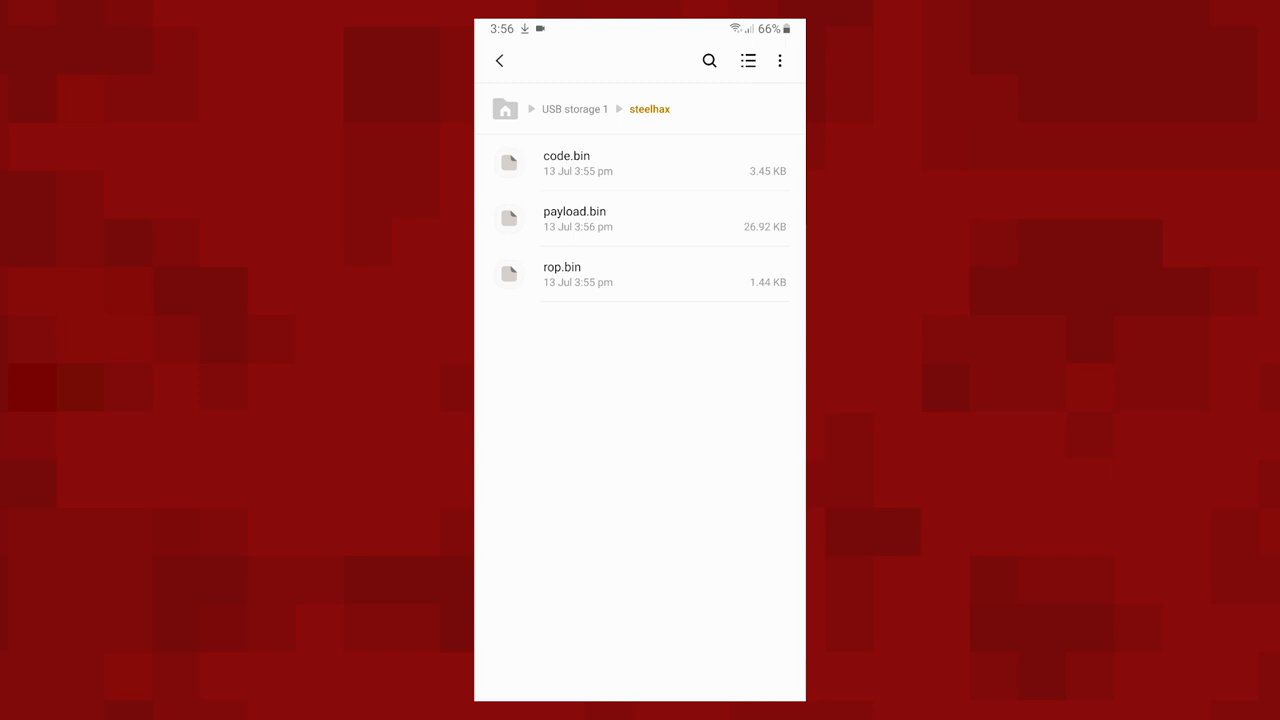 3:56 66%
USB storage 1 steelhax
code.bin
13 Jul 3:55 pm 3.45 KB
payload.bin
13 Jul 3:56 pm 26.92 KB
rop.bin
13 Jul 3:55 pm 1.44 KB